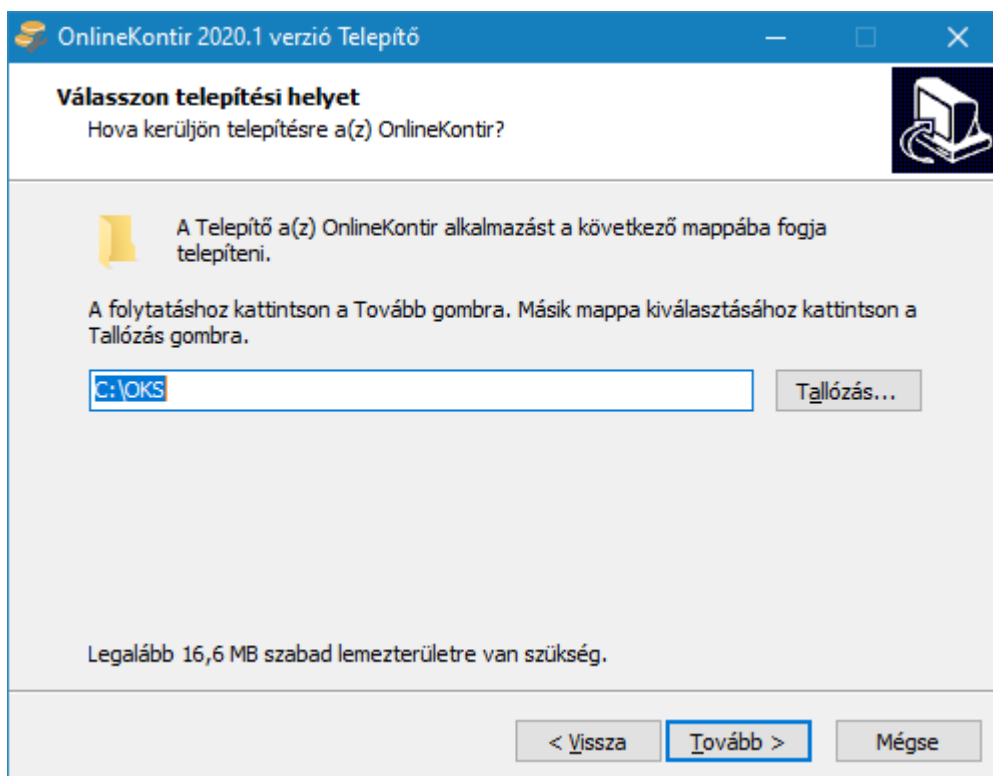 OnlineKontir 2020.1 verzió Telepítő
Válasszon telepítési helyet
Hova kerüljön telepítésre a(z) OnlineKontir?
A Telepítő a(z) OnlineKontir alkalmazást a következő mappába fogja
telepíteni.
A folytatáshoz kattintson a Tovább gombra. Másik mappa kiválasztásához kattintson a
Tallózás gombra.
C:\OKS
Tallózás...
Legalább 16,6 MB szabad lemezterületre van szükség.
< Vissza
Tovább >
Mégse